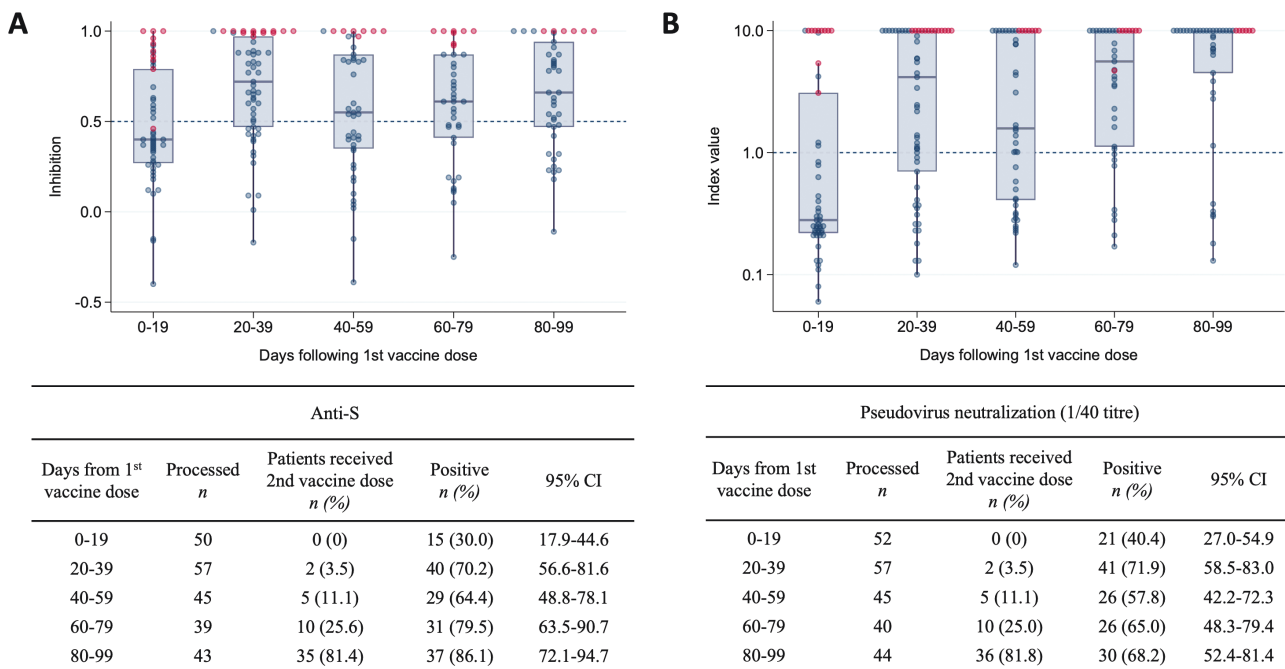 A
1.0
0.5
0.0
-0.5
Inhibition
0-19 20-39 40-59 60-79 80-99
Days following 1st vaccine dose
Anti-S
Days from 1st vaccine dose Processed n Patients received 2nd vaccine dose n (%) Positive n (%) 95% CI
0-19 50 0 (0) 15 (30.0) 17.9-44.6
20-39 57 2 (3.5) 40 (70.2) 56.6-81.6
40-59 45 5 (11.1) 29 (64.4) 48.8-78.1
60-79 39 10 (25.6) 31 (79.5) 63.5-90.7
80-99 43 35 (81.4) 37 (86.1) 72.1-94.7
B
10.0
1.0
0.1
Index value
0-19 20-39 40-59 60-79 80-99
Days following 1st vaccine dose
Pseudovirus neutralization (1/40 titre)
Days from 1st vaccine dose Processed n Patients received 2nd vaccine dose n (%) Positive n (%) 95% CI
0-19 52 0 (0) 21 (40.4) 27.0-54.9
20-39 57 2 (3.5) 41 (71.9) 58.5-83.0
40-59 45 5 (11.1) 26 (57.8) 42.2-72.3
60-79 40 10 (25.0) 26 (65.0) 48.3-79.4
80-99 44 36 (81.8) 30 (68.2) 52.4-81.4